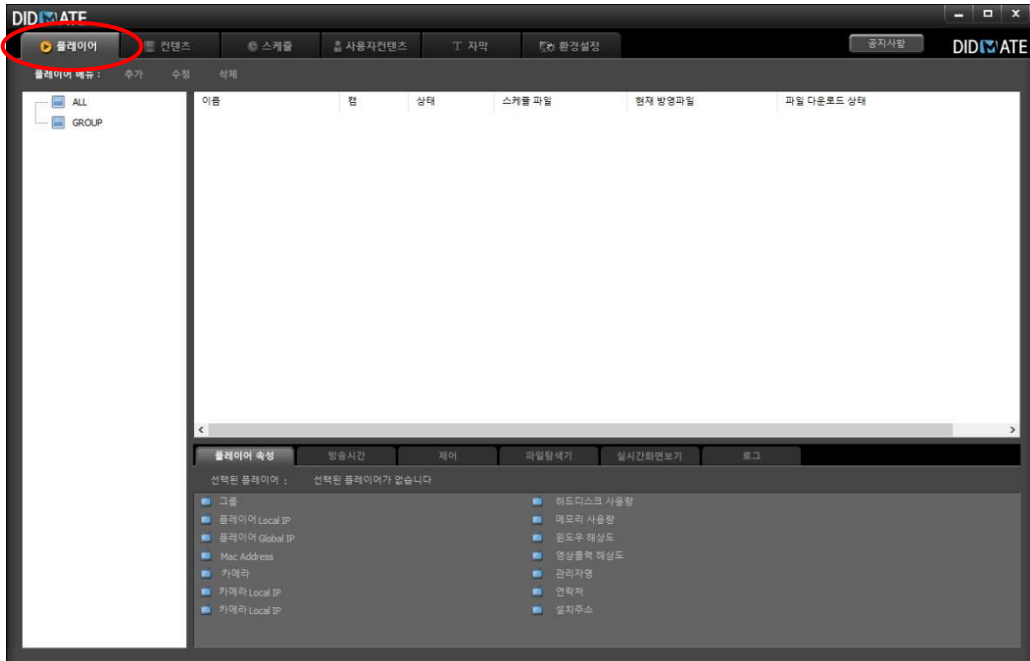 DIDMATE
플레이어 컨텐츠 스케쥴 사용자컨텐츠 T 자막 환경설정 공지사항 DIDMATE
플레이어 메뉴 : 추가 수정 삭제
ALL
GROUP
이름 캠 상태 스케쥴 파일 현재 방영파일 파일 다운로드 상태
플레이어 속성 방송시간 제어 파일탐색기 실시간화면보기 로그
선택된 플레이어 : 선택된 플레이어가 없습니다
그룹 하드디스크 사용량
플레이어 Local IP 메모리 사용량
플레이어 Global IP 윈도우 해상도
Mac Address 영상출력 해상도
카메라 관리자명
카메라 Local IP 연락처
카메라 Local IP 설치주소